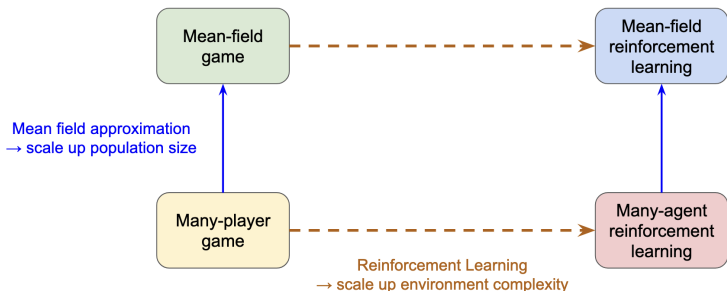 Mean-field
game
Mean-field
reinforcement
learning
Mean field approximation
→ scale up population size
Many-player
game
Many-agent
reinforcement
learning
Reinforcement Learning
→ scale up environment complexity